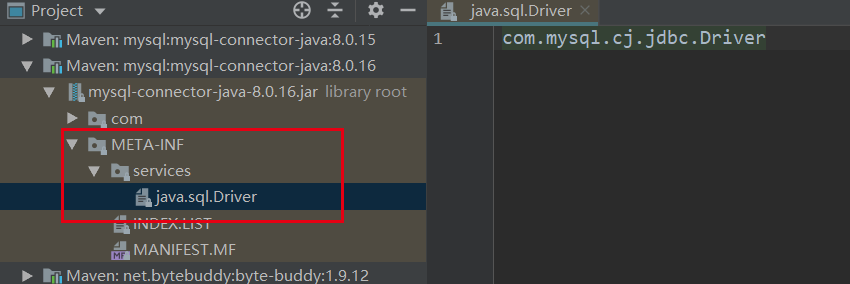 Project
Maven: mysql:mysql-connector-java:8.0.15
Maven: mysql:mysql-connector-java:8.0.16
mysql-connector-java-8.0.16.jar library root
com
META-INF
services
java.sql.Driver
INDEX.LIST
MF MANIFEST.MF
Maven: net.bytebuddy:byte-buddy:1.9.12
java.sql.Driver
1 com.mysql.cj.jdbc.Driver